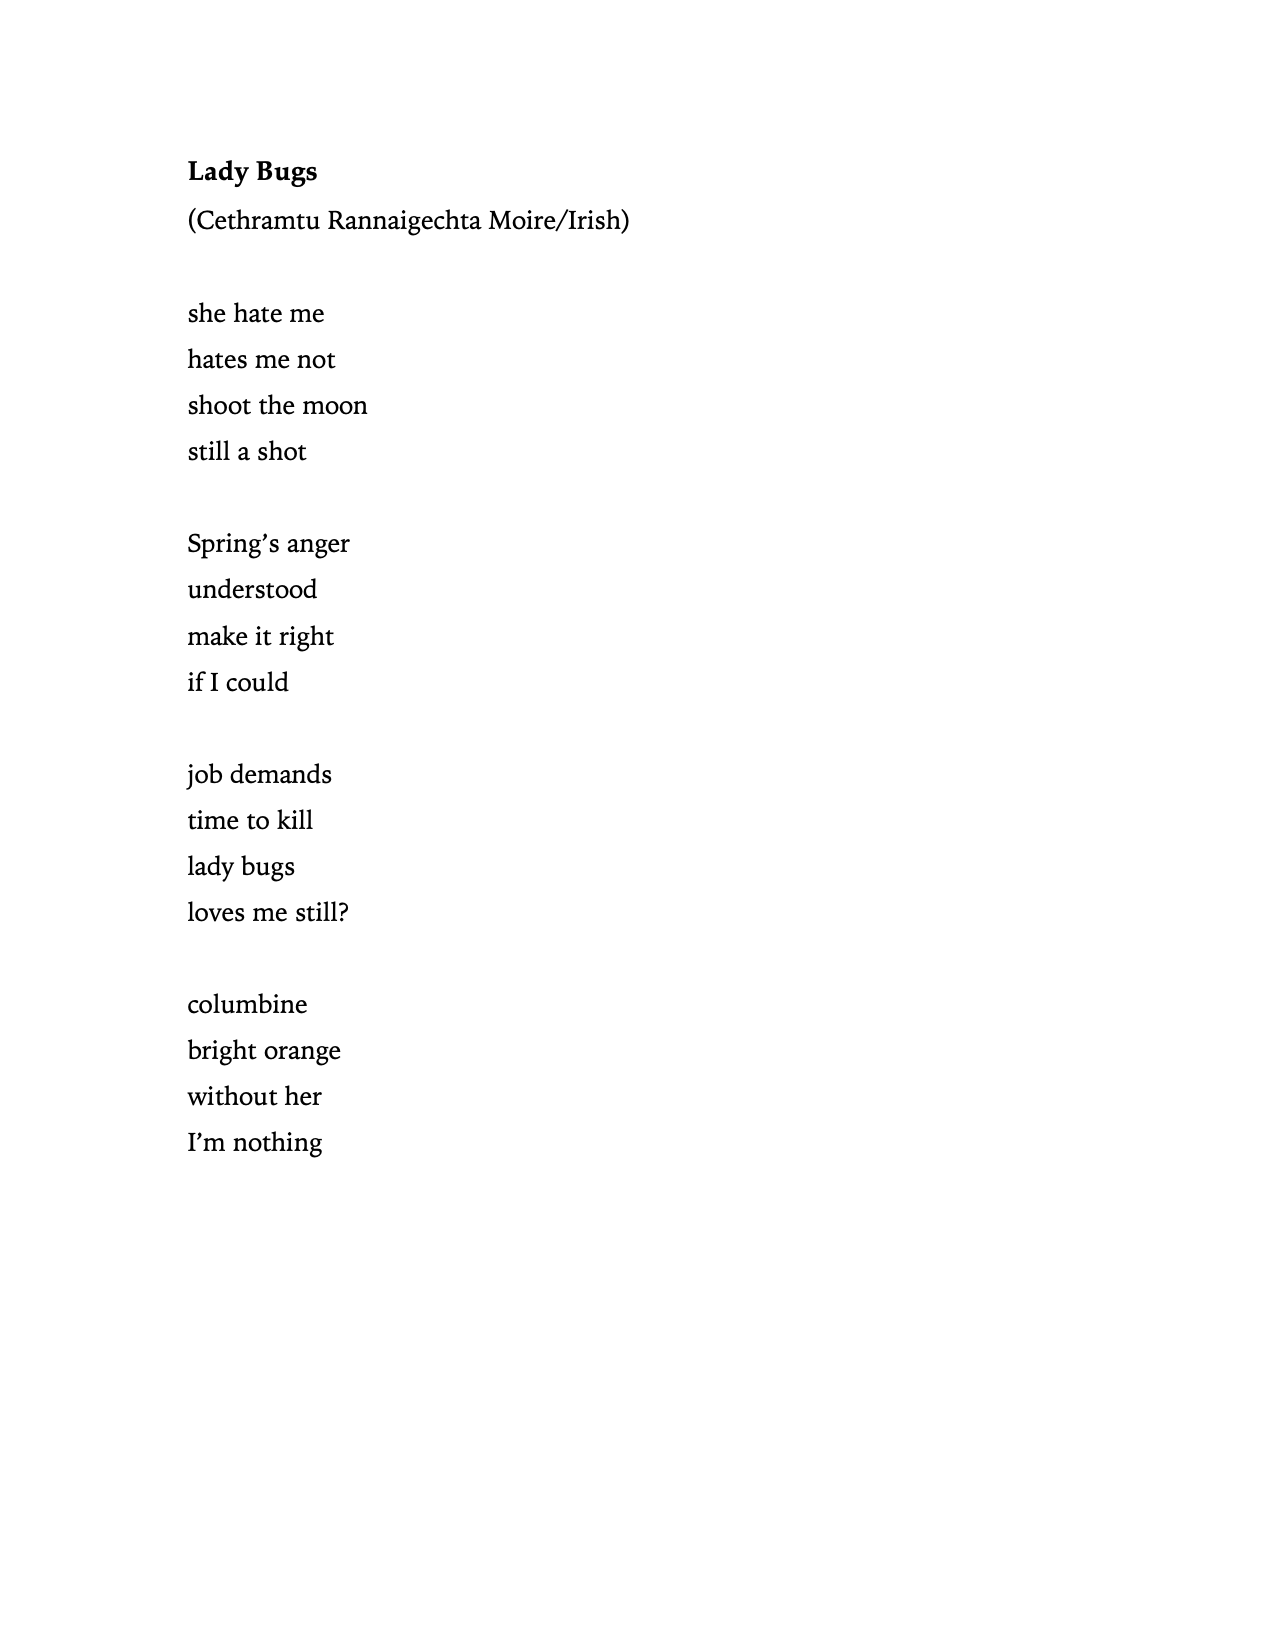 Lady Bugs
(Cethramtu Rannaigechta Moire/Irish)
she hate me
hates me not
shoot the moon
still a shot
Spring’s anger
understood
make it right
if I could
job demands
time to kill
lady bugs
loves me still?
columbine
bright orange
without her
I’m nothing